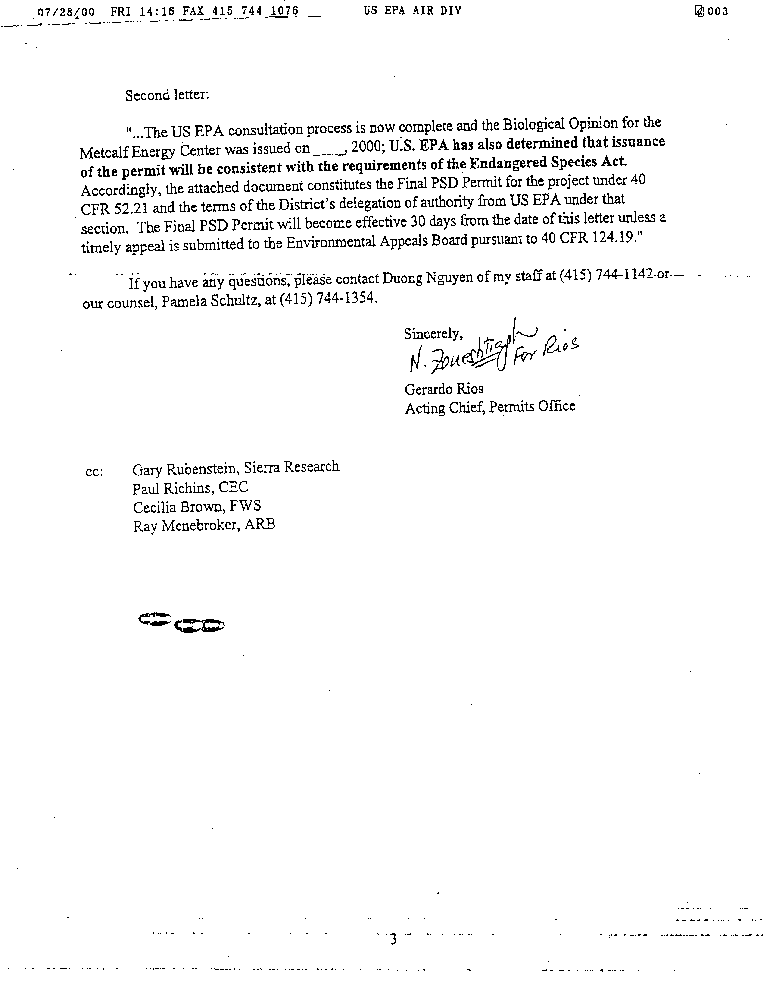 07/28/00 FRI 14:16 FAX 415 744 1076 US EPA AIR DIV 003
Second letter:
"...The US EPA consultation process is now complete and the Biological Opinion for the
Metcalf Energy Center was issued on ____, 2000; U.S. EPA has also determined that issuance
of the permit will be consistent with the requirements of the Endangered Species Act.
Accordingly, the attached document constitutes the Final PSD Permit for the project under 40
CFR 52.21 and the terms of the District's delegation of authority from US EPA under that
section. The Final PSD Permit will become effective 30 days from the date of this letter unless a
timely appeal is submitted to the Environmental Appeals Board pursuant to 40 CFR 124.19."
If you have any questions, please contact Duong Nguyen of my staff at (415) 744-1142 or
our counsel, Pamela Schultz, at (415) 744-1354.
Sincerely,
N. For Rios
Gerardo Rios
Acting Chief, Permits Office
cc: Gary Rubenstein, Sierra Research
Paul Richins, CEC
Cecilia Brown, FWS
Ray Menebroker, ARB
3